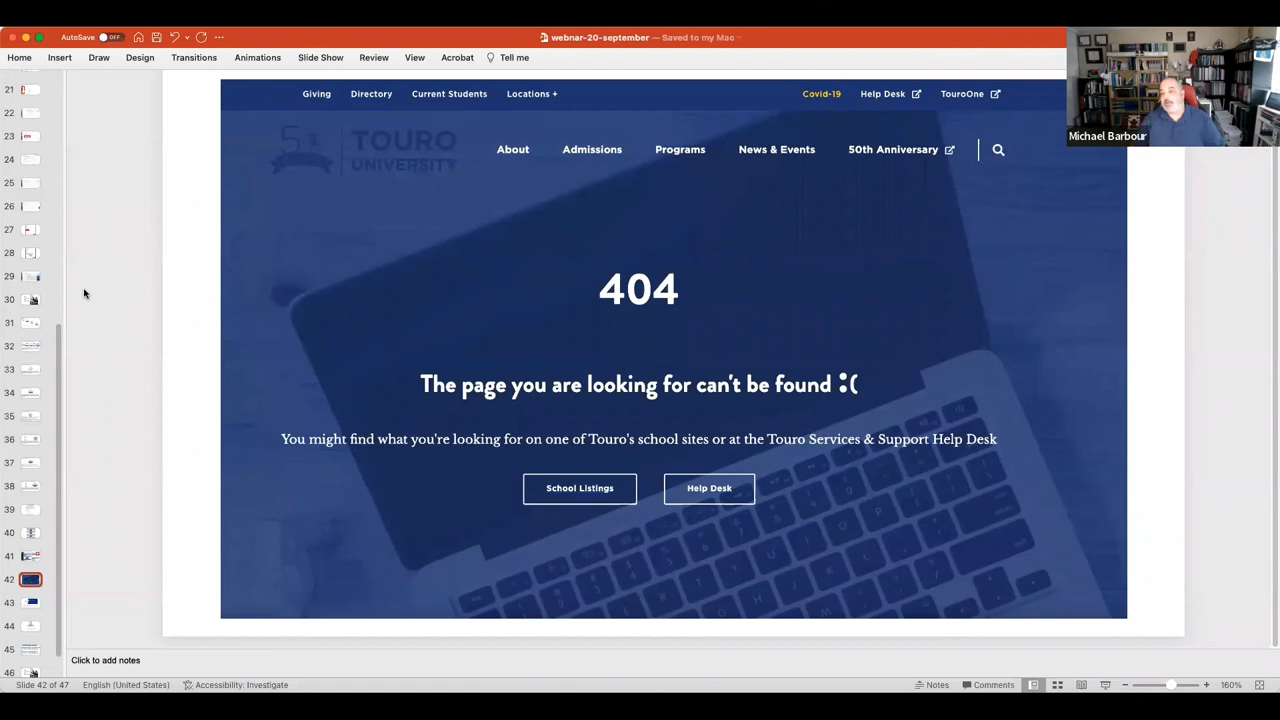 AutoSave OFF
webnar-20-september — Saved to my Mac
Home Insert Draw Design Transitions Animations Slide Show Review View Acrobat Tell me
Michael Barbour
21
22
23
24
25
26
27
28
29
30
31
32
33
34
35
36
37
38
39
40
41
42
43
44
45
46
Giving Directory Current Students Locations + Covid-19 Help Desk TouroOne
TOURO
UNIVERSITY
About Admissions Programs News & Events 50th Anniversary
404
The page you are looking for can't be found :(
You might find what you're looking for on one of Touro's school sites or at the Touro Services & Support Help Desk
School Listings Help Desk
Click to add notes
Slide 42 of 47 English (United States) Accessibility: Investigate Notes Comments 160%